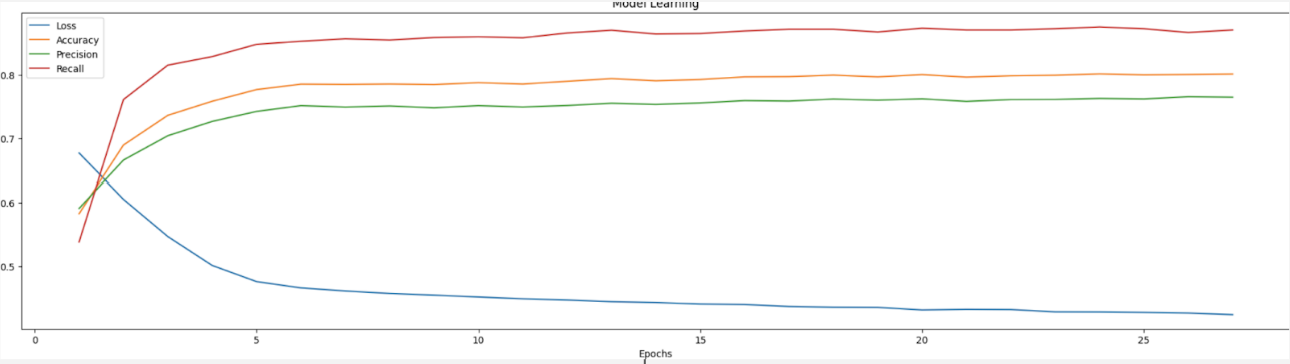 Model Learning
Loss
Accuracy
Precision
Recall
0.8
0.7
0.6
0.5
0 5 10 15 20 25
Epochs